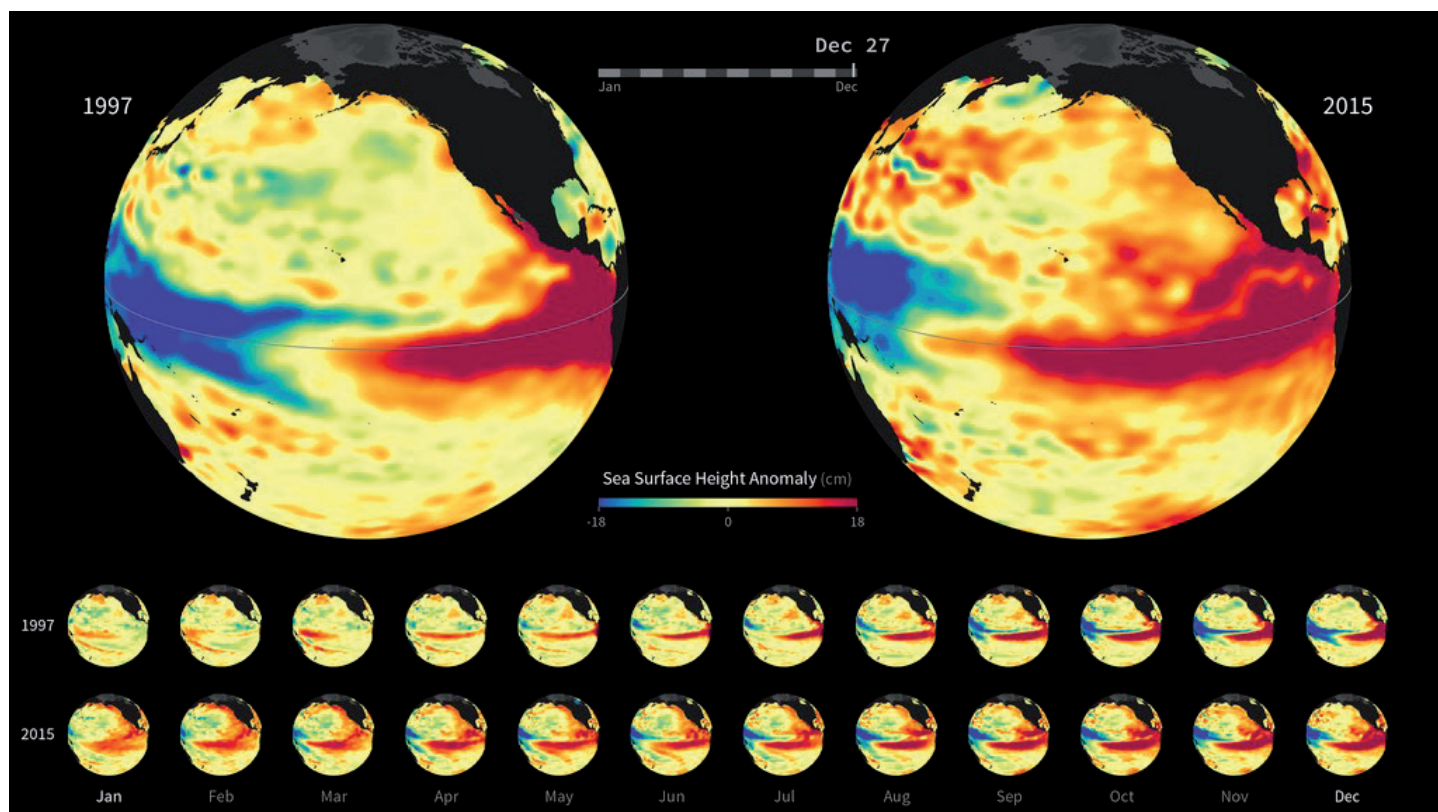 Dec 27
Jan Dec
1997
2015
Sea Surface Height Anomaly (cm)
-18 0 18
1997
2015
Jan Feb Mar Apr May Jun Jul Aug Sep Oct Nov Dec